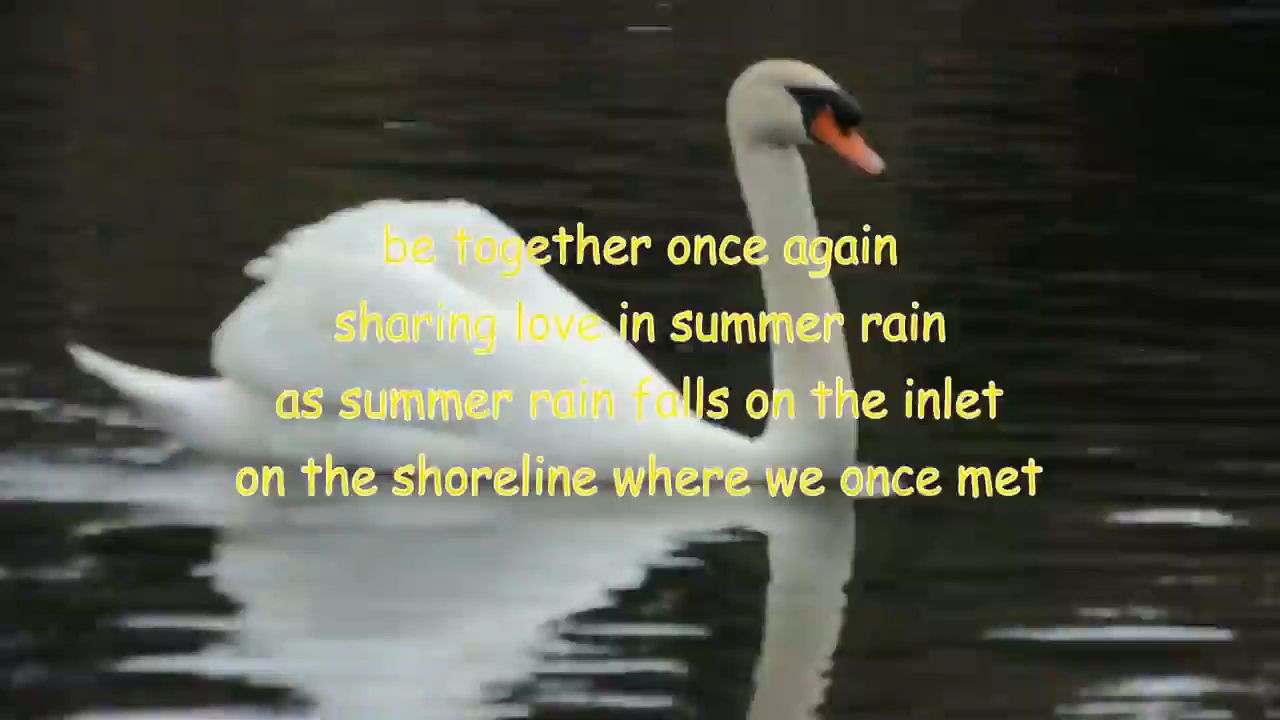 be together once again
sharing love in summer rain
as summer rain falls on the inlet
on the shoreline where we once met